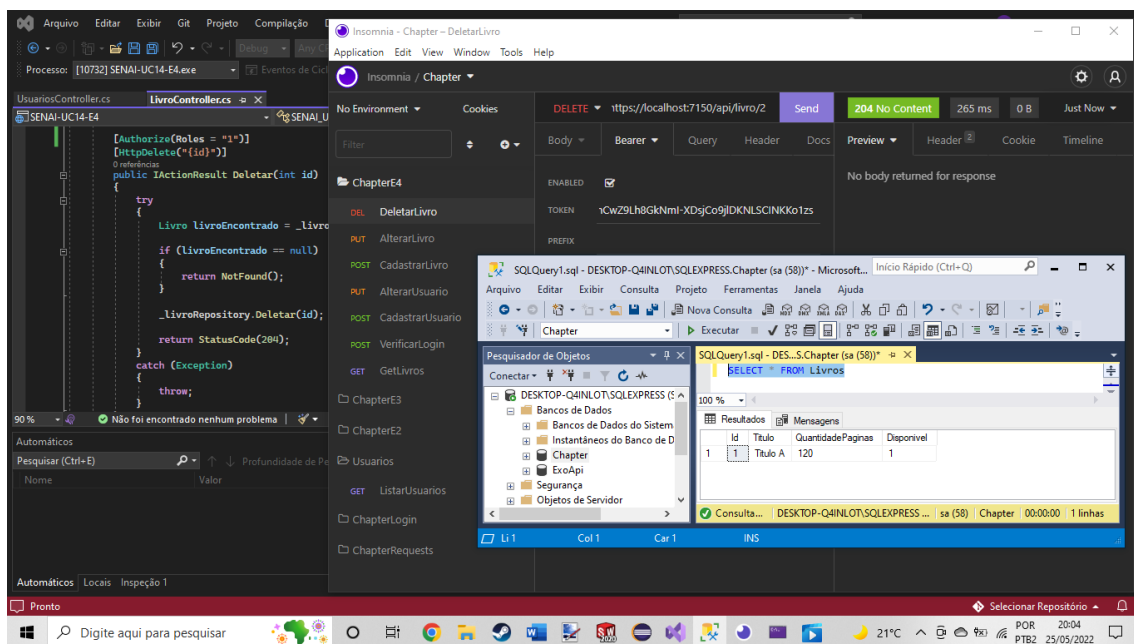 Arquivo Editar Exibir Git Projeto Compilação
Debug Any C
Processo: [10732] SENAI-UC14-E4.exe Eventos de Cicl
UsuariosController.cs LivroController.cs
SENAI-UC14-E4 SENAI_U
[Authorize(Roles = "1")]
[HttpDelete("{id}")]
0 referências
public IActionResult Deletar(int id)
{
try
{
Livro livroEncontrado = _livro
if (livroEncontrado == null)
{
return NotFound();
}
_livroRepository.Deletar(id);
return StatusCode(204);
}
catch (Exception)
{
throw;
}
90 % Não foi encontrado nenhum problema
Automáticos
Pesquisar (Ctrl+E) Profundidade de Pe
Nome Valor
Automáticos Locais Inspeção 1
Pronto
Selecionar Repositório
Insomnia - Chapter – DeletarLivro
Application Edit View Window Tools Help
Insomnia / Chapter
No Environment Cookies
Filter
ChapterE4
DEL DeletarLivro
PUT AlterarLivro
POST CadastrarLivro
PUT AlterarUsuario
POST CadastrarUsuario
POST VerificarLogin
GET GetLivros
ChapterE3
ChapterE2
Usuarios
GET ListarUsuarios
ChapterLogin
ChapterRequests
DELETE https://localhost:7150/api/livro/2 Send
Body Bearer Query Header Docs
ENABLED
TOKEN
PREFIX
204 No Content 265 ms 0 B Just Now
Preview Header 2 Cookie Timeline
No body returned for response
SQLQuery1.sql - DESKTOP-Q4INLOT\SQLEXPRESS.Chapter (sa (58))* - Microsoft... Início Rápido (Ctrl+Q)
Arquivo Editar Exibir Consulta Projeto Ferramentas Janela Ajuda
Nova Consulta
Chapter Executar
Pesquisador de Objetos
Conectar
DESKTOP-Q4INLOT\SQLEXPRESS (S
Bancos de Dados
Bancos de Dados do Sistem
Instantâneos do Banco de D
Chapter
ExoApi
Segurança
Objetos de Servidor
SQLQuery1.sql - DES...S.Chapter (sa (58))*
SELECT * FROM Livros
100 %
Resultados Mensagens
Id Titulo QuantidadePaginas Disponivel
1 1 Titulo A 120 1
Consulta... DESKTOP-Q4INLOT\SQLEXPRESS ... sa (58) Chapter 00:00:00 1 linhas
Li 1 Col 1 Car 1 INS
Digite aqui para pesquisar
21°C
POR
PTB2
20:04
25/05/2022